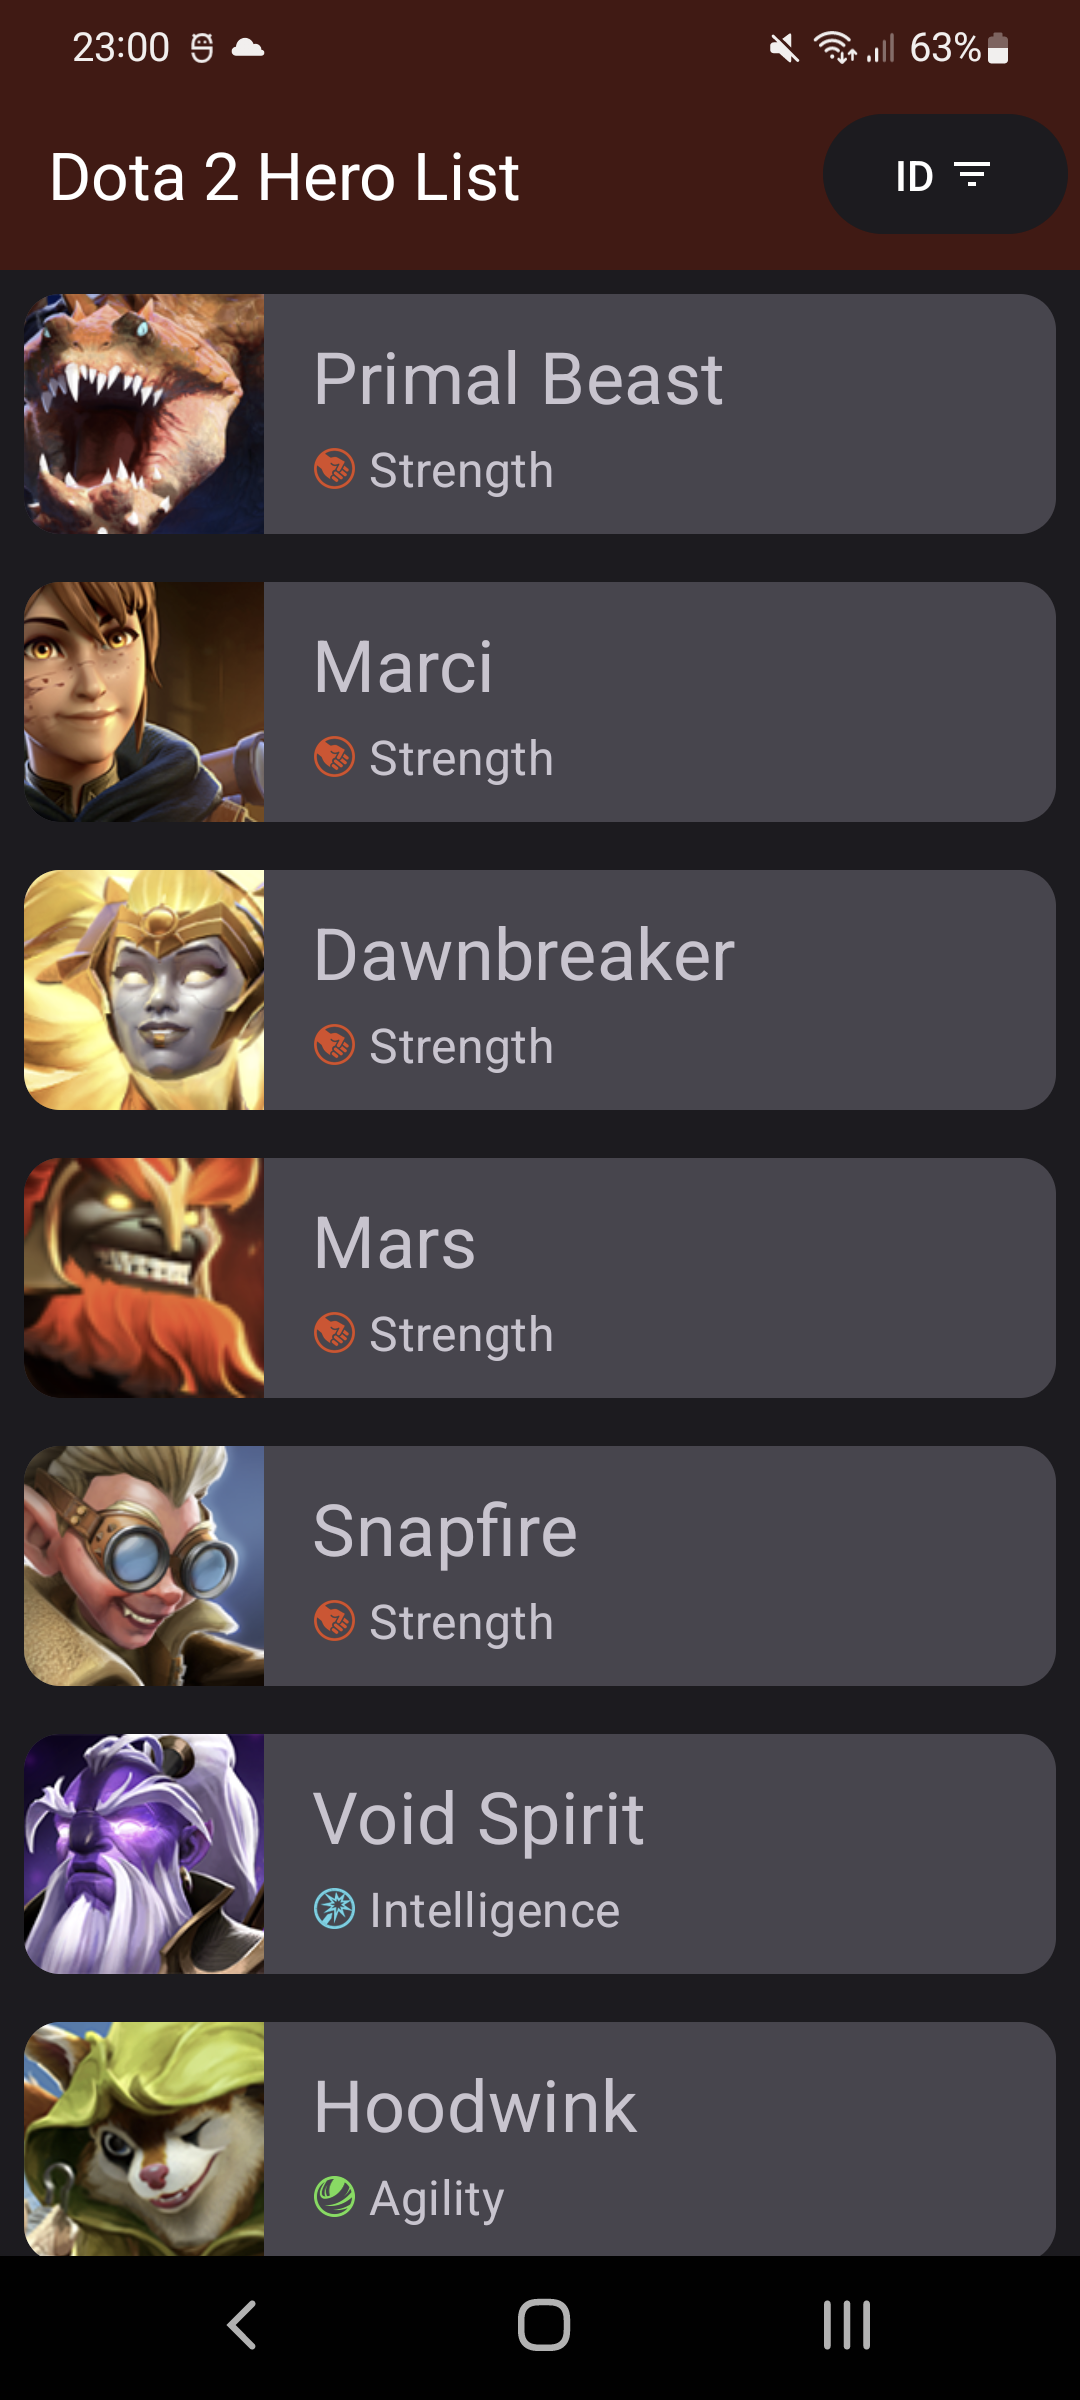 23:00
63%
Dota 2 Hero List
ID
Primal Beast
Strength
Marci
Strength
Dawnbreaker
Strength
Mars
Strength
Snapfire
Strength
Void Spirit
Intelligence
Hoodwink
Agility